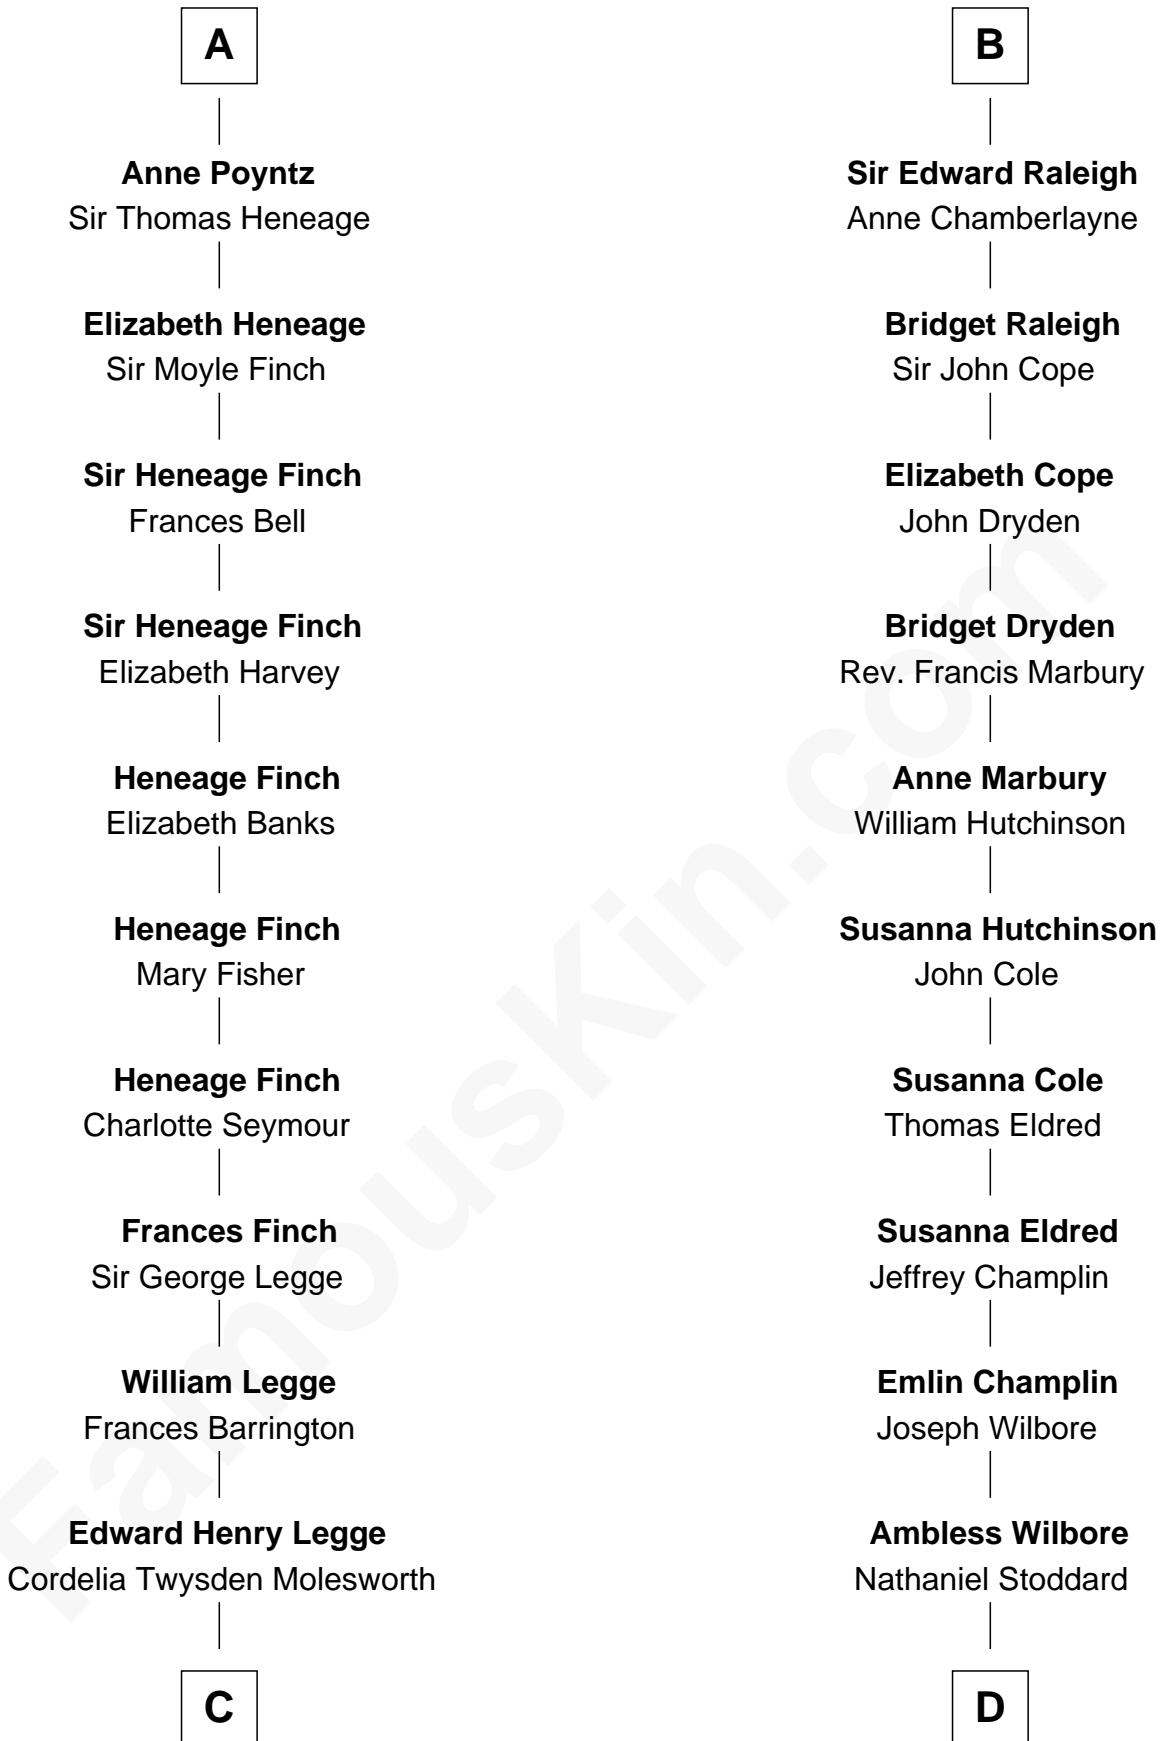 A
Anne Poyntz
Sir Thomas Heneage
Elizabeth Heneage
Sir Moyle Finch
Sir Heneage Finch
Frances Bell
Sir Heneage Finch
Elizabeth Harvey
Heneage Finch
Elizabeth Banks
Heneage Finch
Mary Fisher
Heneage Finch
Charlotte Seymour
Frances Finch
Sir George Legge
William Legge
Frances Barrington
Edward Henry Legge
Cordelia Twysden Molesworth
C
B
Sir Edward Raleigh
Anne Chamberlayne
Bridget Raleigh
Sir John Cope
Elizabeth Cope
John Dryden
Bridget Dryden
Rev. Francis Marbury
Anne Marbury
William Hutchinson
Susanna Hutchinson
John Cole
Susanna Cole
Thomas Eldred
Susanna Eldred
Jeffrey Champlin
Emlin Champlin
Joseph Wilbore
Ambless Wilbore
Nathaniel Stoddard
D
FamousKin.com